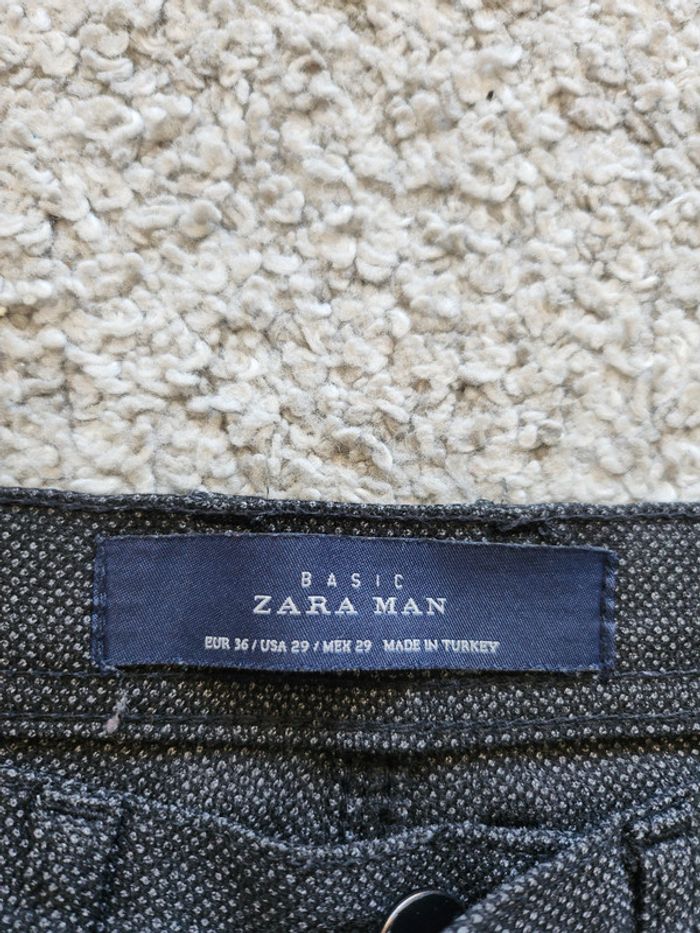 BASIC
ZARA MAN
EUR 36 / USA 29 / MEX 29 MADE IN TURKEY